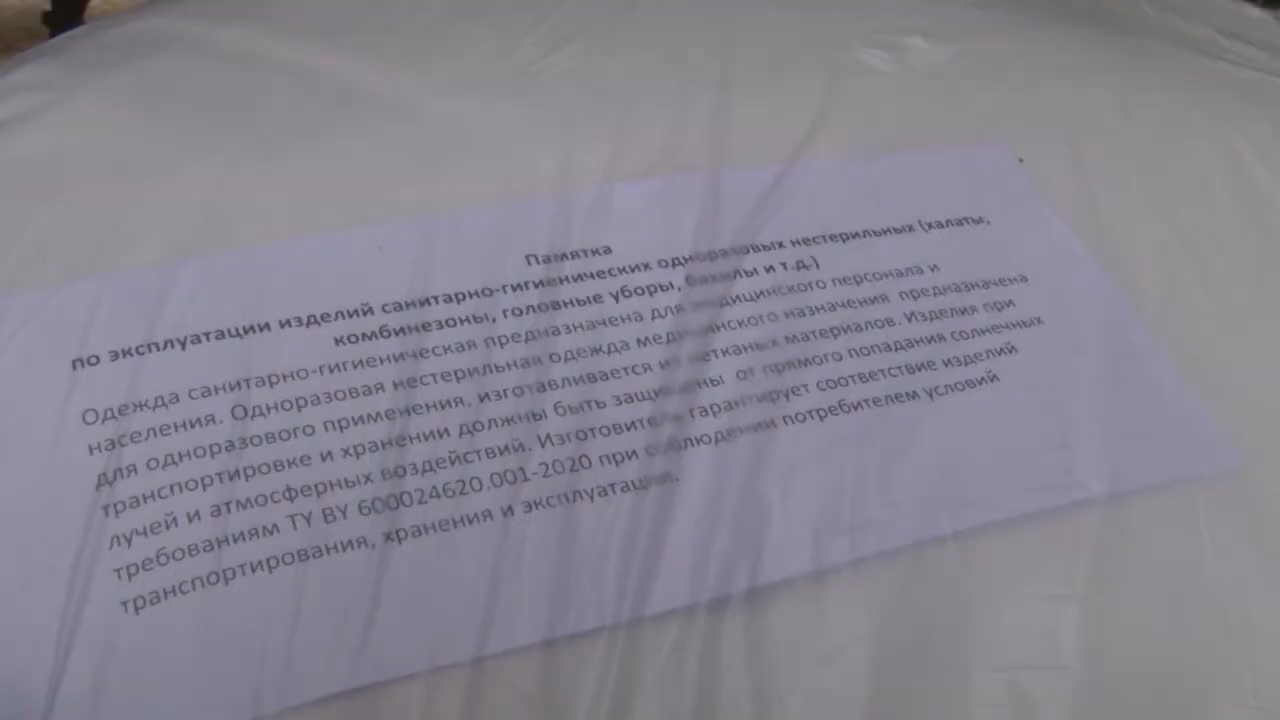 Памятка
по эксплуатации изделий санитарно-гигиенических одноразовых нестерильных (халаты,
комбинезоны, головные уборы, бахилы и т.д.)
Одежда санитарно-гигиеническая предназначена для медицинского персонала и
населения. Одноразовая нестерильная одежда медицинского назначения предназначена
для одноразового применения, изготавливается из нетканых материалов. Изделия при
транспортировке и хранении должны быть защищены от прямого попадания солнечных
лучей и атмосферных воздействий. Изготовитель гарантирует соответствие изделий
требованиям TY BY 600024620.001-2020 при соблюдении потребителем условий
транспортирования, хранения и эксплуатации.